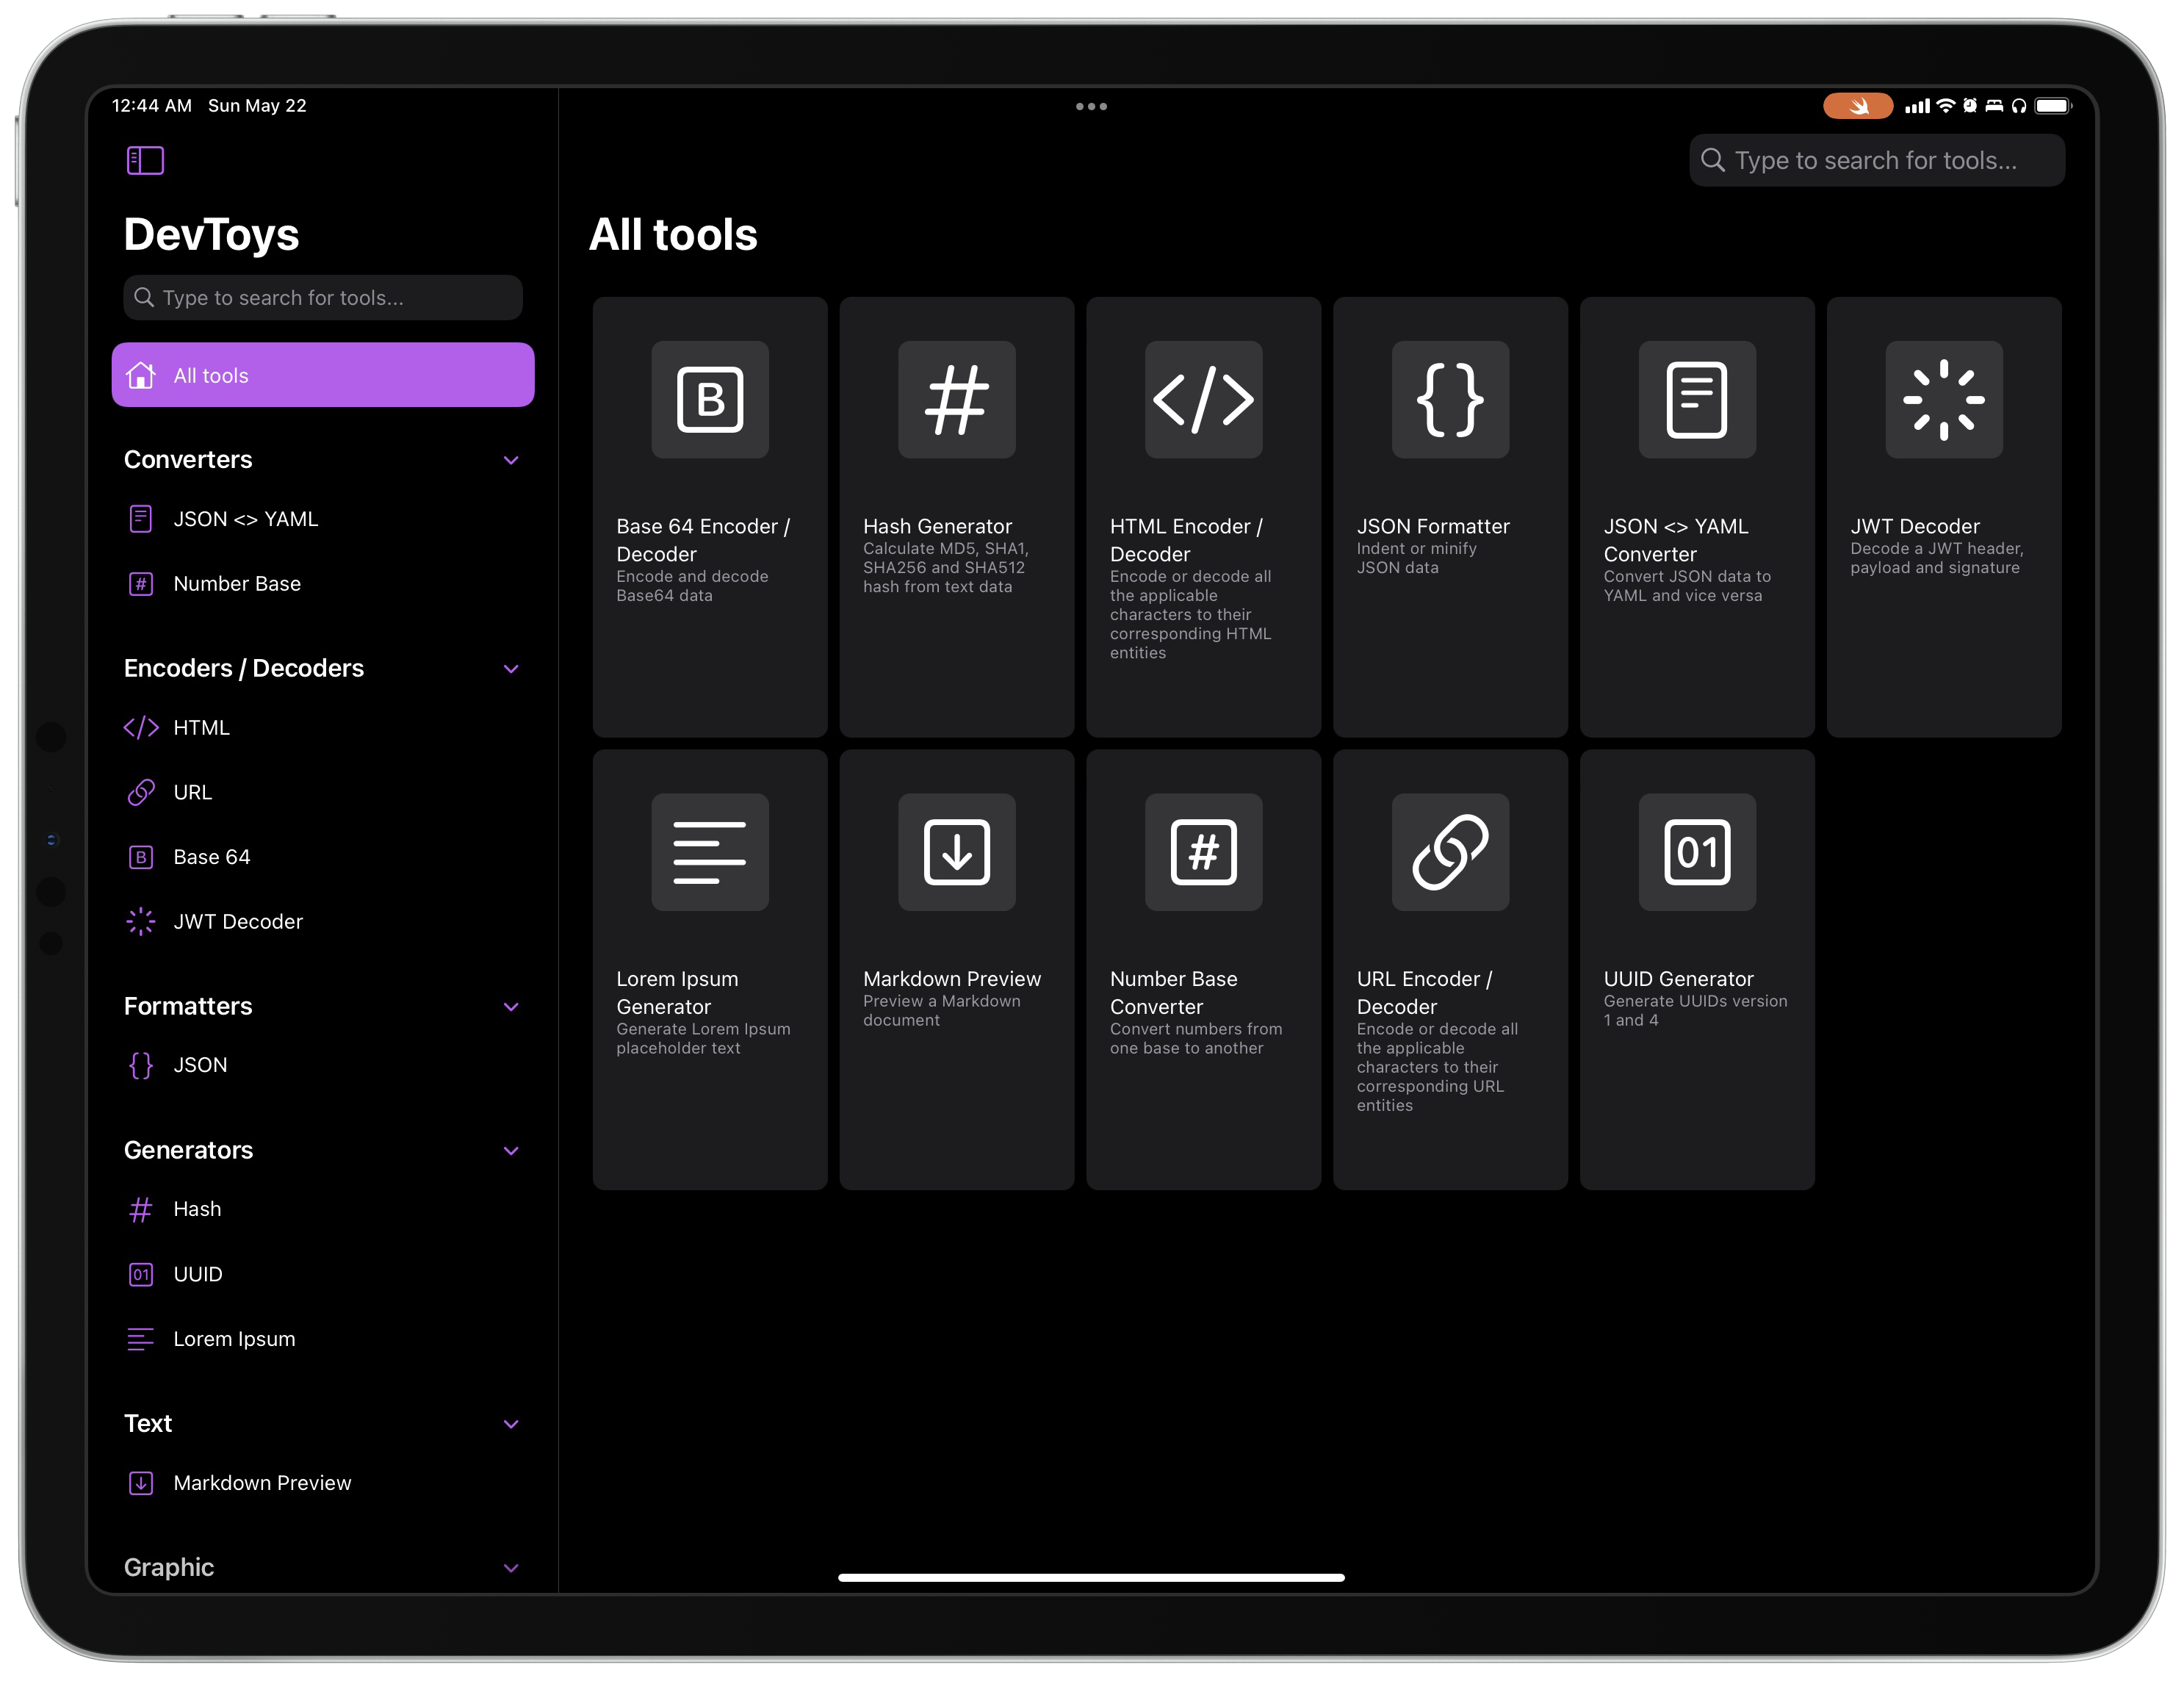 12:44 AM Sun May 22
Type to search for tools...
DevToys
Type to search for tools...
All tools
Converters
JSON <> YAML
Number Base
Encoders / Decoders
HTML
URL
B
Base 64
JWT Decoder
Formatters
JSON
Generators
Hash
01
UUID
Lorem Ipsum
Text
Markdown Preview
Graphic
All tools
B
Base 64 Encoder /
Decoder
Encode and decode
Base64 data
#
Hash Generator
Calculate MD5, SHA1,
SHA256 and SHA512
hash from text data
</>
HTML Encoder /
Decoder
Encode or decode all
the applicable
characters to their
corresponding HTML
entities
{}
JSON Formatter
Indent or minify
JSON data
JSON <> YAML
Converter
Convert JSON data to
YAML and vice versa
JWT Decoder
Decode a JWT header,
payload and signature
Lorem Ipsum
Generator
Generate Lorem Ipsum
placeholder text
Markdown Preview
Preview a Markdown
document
#
Number Base
Converter
Convert numbers from
one base to another
URL Encoder /
Decoder
Encode or decode all
the applicable
characters to their
corresponding URL
entities
01
UUID Generator
Generate UUIDs version
1 and 4